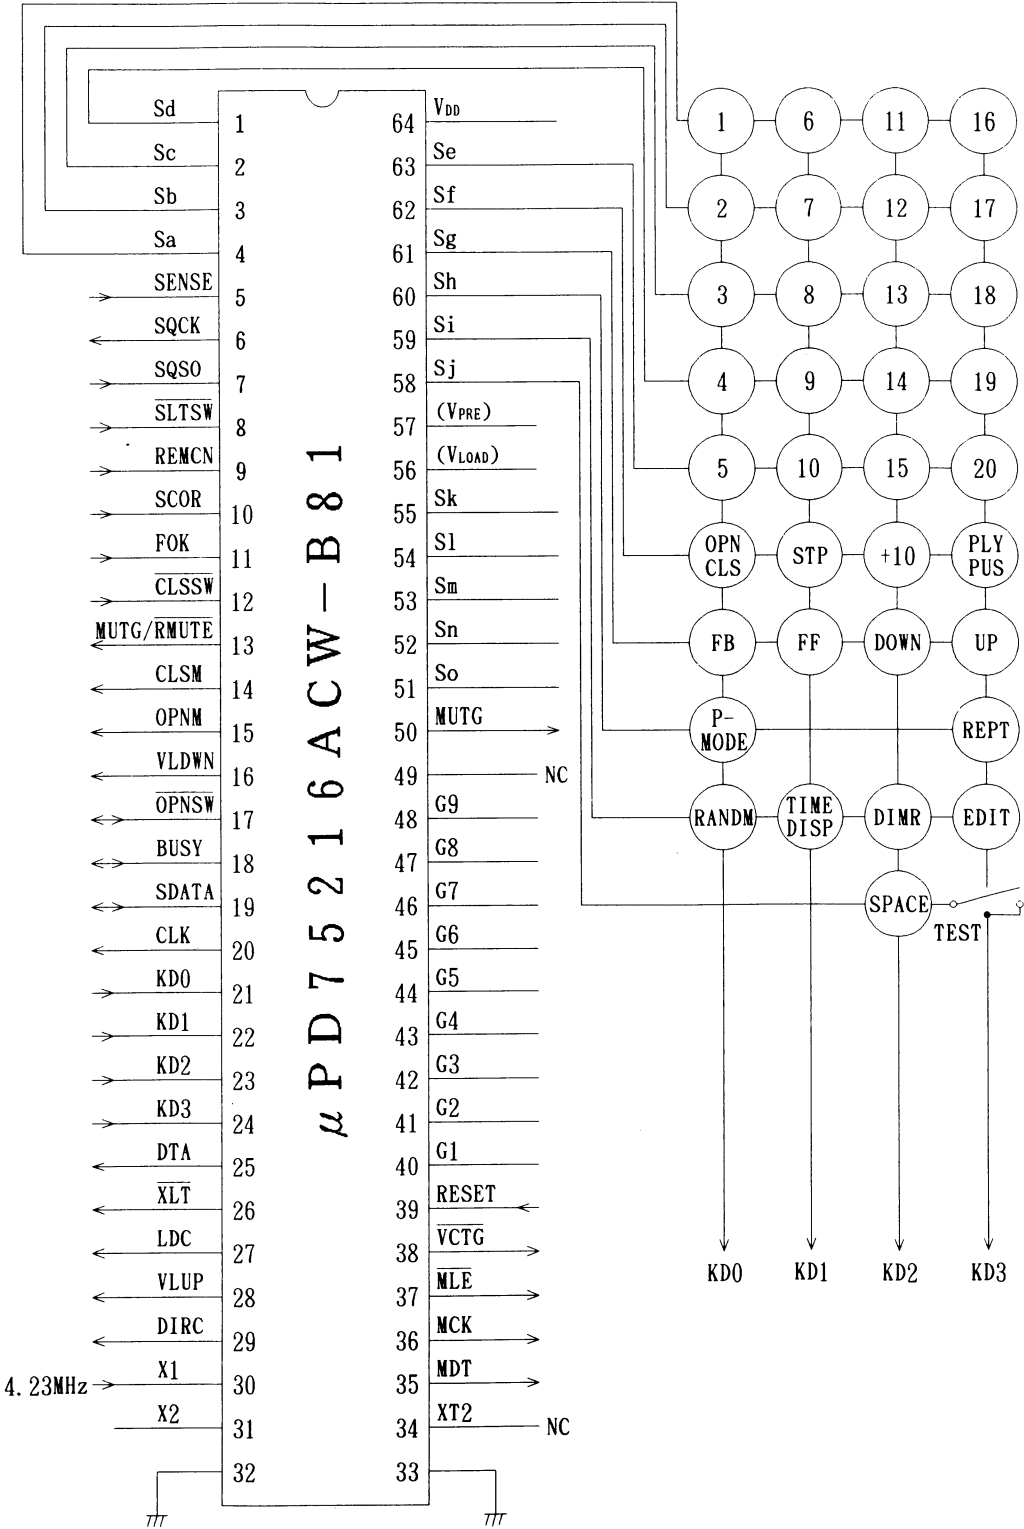 Sd 1
Sc 2
Sb 3
Sa 4
SENSE 5
SQCK 6
SQSO 7
SLTSW 8
REMCN 9
SCOR 10
FOK 11
CLSSW 12
MUTG/RMUTE 13
CLSM 14
OPNM 15
VLDWN 16
OPNSW 17
BUSY 18
SDATA 19
CLK 20
KD0 21
KD1 22
KD2 23
KD3 24
DTA 25
XLT 26
LDC 27
VLUP 28
DIRC 29
4.23MHz X1 30
X2 31
32
μPD75216ACW-B81
64 VDD
63 Se
62 Sf
61 Sg
60 Sh
59 Si
58 Sj
57 (VPRE)
56 (VLOAD)
55 Sk
54 Sl
53 Sm
52 Sn
51 So
50 MUTG
49 NC
48 G9
47 G8
46 G7
45 G6
44 G5
43 G4
42 G3
41 G2
40 G1
39 RESET
38 VCTG
37 MLE
36 MCK
35 MDT
34 XT2 NC
33
1 6 11 16
2 7 12 17
3 8 13 18
4 9 14 19
5 10 15 20
OPN CLS STP +10 PLY PUS
FB FF DOWN UP
P-MODE REPT
RANDM TIME DISP DIMR EDIT
SPACE
TEST
KD0 KD1 KD2 KD3